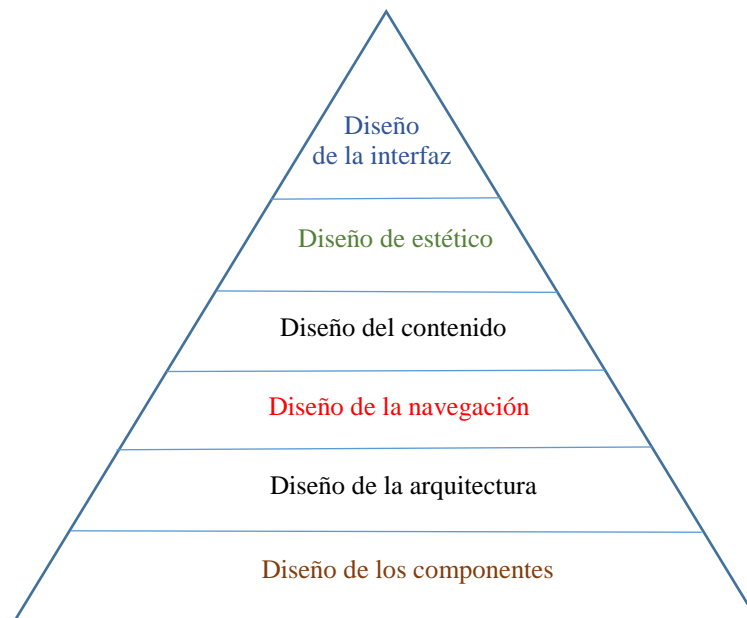 Diseño
de la interfaz
Diseño de estético
Diseño del contenido
Diseño de la navegación
Diseño de la arquitectura
Diseño de los componentes